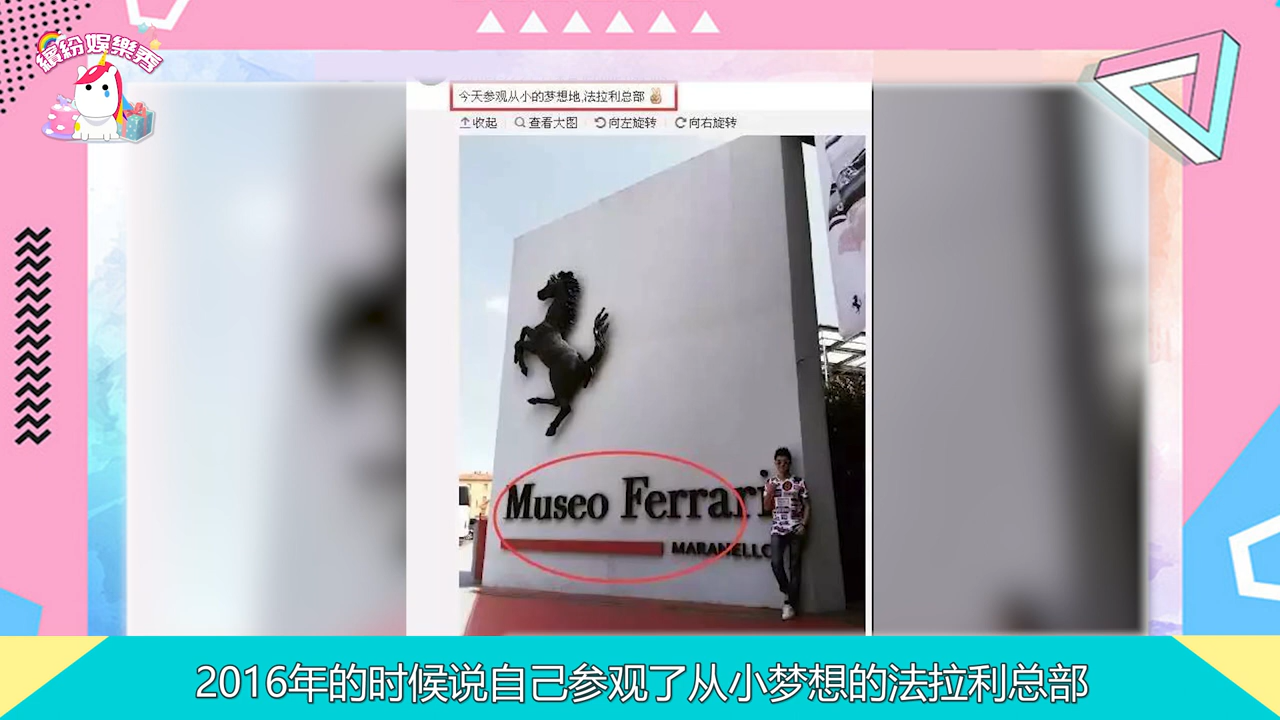 繽紛娛樂秀
今天参观从小的梦想地,法拉利总部
收起 查看大图 向左旋转 向右旋转
Museo Ferrari
MARANELLO
2016年的时候说自己参观了从小梦想的法拉利总部